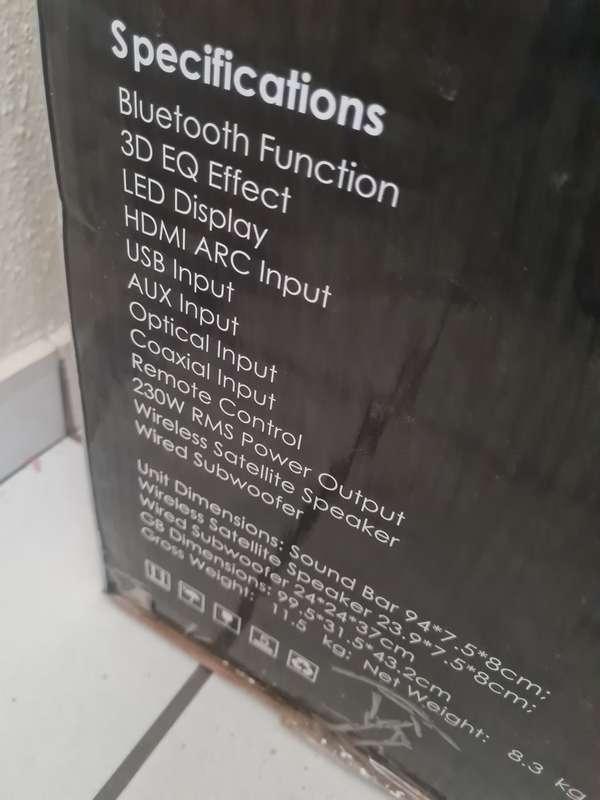 Specifications
Bluetooth Function
3D EQ Effect
LED Display
HDMI ARC Input
USB Input
AUX Input
Optical Input
Coaxial Input
Remote Control
230W RMS Power Output
Wireless Satellite Speaker
Wired Subwoofer
Unit Dimensions: Sound Bar 94*7.5*8cm;
Wireless Satellite Speaker 23.9*7.5*8cm;
Wired Subwoofer 24*24*37cm
GB Dimensions: 99.5*31.5*43.2cm
Gross Weight: 11.5 kg; Net Weight: 8.3 kg